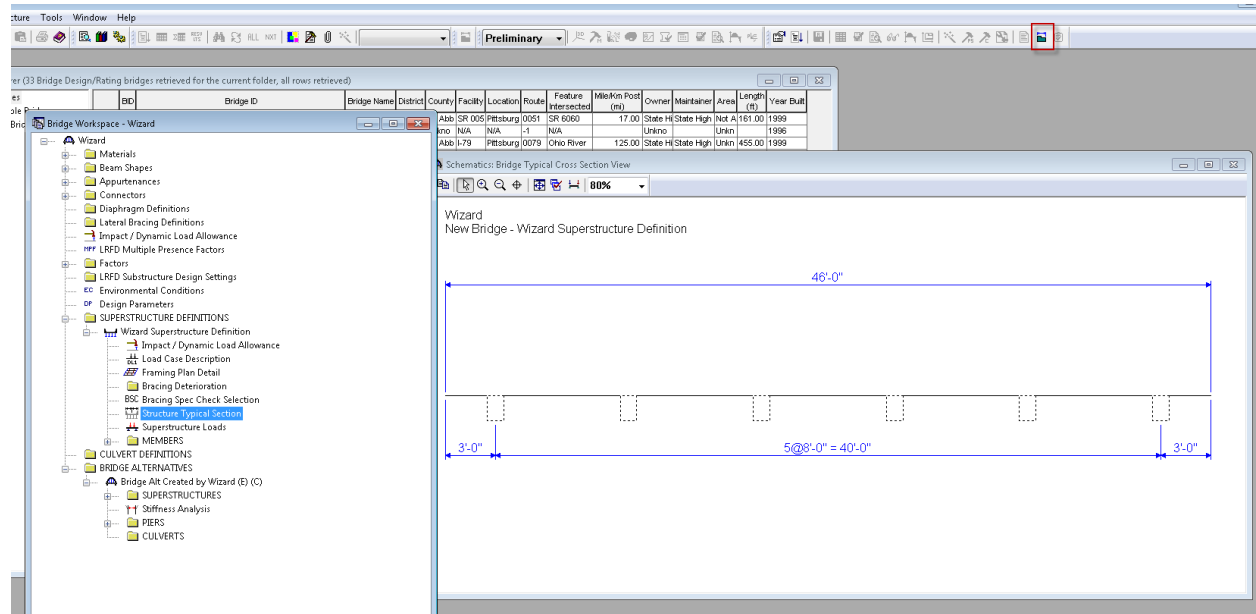 cture Tools Window Help
ALL NXT Preliminary
er (33 Bridge Design/Rating bridges retrieved for the current folder, all rows retrieved)
es
BID Bridge ID Bridge Name District County Facility Location Route Feature Intersected Mile/Km Post (mi) Owner Maintainer Area Length (ft) Year Built
Abb SR 005 Pittsburg 0051 SR 6060 17.00 State Hi State High Not A 161.00 1999
kno N/A N/A -1 N/A Unkno Unkn 1996
Abb I-79 Pittsburg 0079 Ohio River 125.00 State Hi State High Unkn 455.00 1999
Bric
Bridge Workspace - Wizard
Wizard
Materials
Beam Shapes
Appurtenances
Connectors
Diaphragm Definitions
Lateral Bracing Definitions
Impact / Dynamic Load Allowance
MPF LRFD Multiple Presence Factors
Factors
LRFD Substructure Design Settings
EC Environmental Conditions
DP Design Parameters
SUPERSTRUCTURE DEFINITIONS
Wizard Superstructure Definition
Impact / Dynamic Load Allowance
Load Case Description
Framing Plan Detail
Bracing Deterioration
BSC Bracing Spec Check Selection
Structure Typical Section
Superstructure Loads
MEMBERS
CULVERT DEFINITIONS
BRIDGE ALTERNATIVES
Bridge Alt Created by Wizard (E) (C)
SUPERSTRUCTURES
Stiffness Analysis
PIERS
CULVERTS
Schematics: Bridge Typical Cross Section View
80%
Wizard
New Bridge - Wizard Superstructure Definition
46'-0"
3'-0" 5@8'-0" = 40'-0" 3'-0"